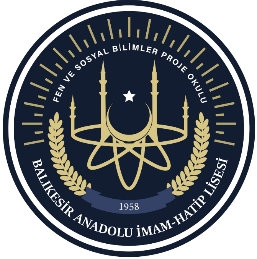 FEN VE SOSYAL BİLİMLER PROJE OKULU
1958
BALIKESİR ANADOLU İMAM-HATİP LİSESİ